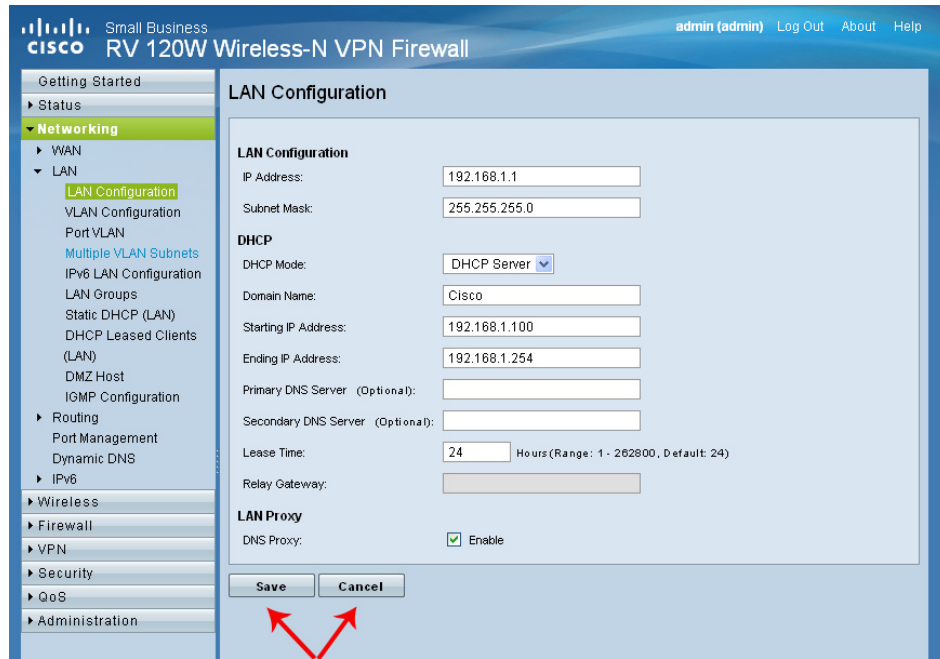 Small Business
CISCO RV 120W Wireless-N VPN Firewall
admin (admin) Log Out About Help
Getting Started
Status
Networking
WAN
LAN
LAN Configuration
VLAN Configuration
Port VLAN
Multiple VLAN Subnets
IPv6 LAN Configuration
LAN Groups
Static DHCP (LAN)
DHCP Leased Clients
(LAN)
DMZ Host
IGMP Configuration
Routing
Port Management
Dynamic DNS
IPv6
Wireless
Firewall
VPN
Security
QoS
Administration
LAN Configuration
LAN Configuration
IP Address: 192.168.1.1
Subnet Mask: 255.255.255.0
DHCP
DHCP Mode: DHCP Server
Domain Name: Cisco
Starting IP Address: 192.168.1.100
Ending IP Address: 192.168.1.254
Primary DNS Server (Optional):
Secondary DNS Server (Optional):
Lease Time: 24 Hours (Range: 1 - 262800, Default: 24)
Relay Gateway:
LAN Proxy
DNS Proxy: Enable
Save Cancel